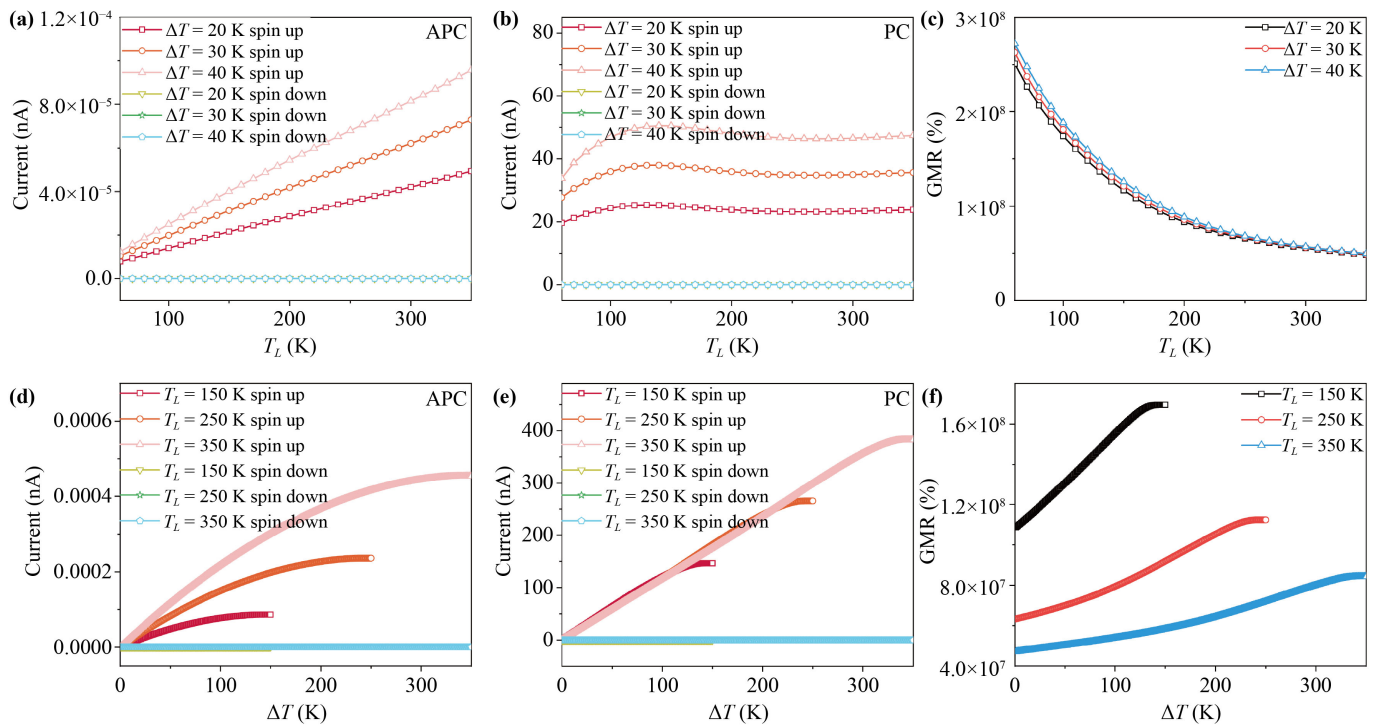 (a)
1.2×10⁻⁴
8.0×10⁻⁵
4.0×10⁻⁵
0.0
Current (nA)
ΔT = 20 K spin up
ΔT = 30 K spin up
ΔT = 40 K spin up
ΔT = 20 K spin down
ΔT = 30 K spin down
ΔT = 40 K spin down
APC
100 200 300
T_L (K)
(b)
80
60
40
20
0
Current (nA)
ΔT = 20 K spin up
ΔT = 30 K spin up
ΔT = 40 K spin up
ΔT = 20 K spin down
ΔT = 30 K spin down
ΔT = 40 K spin down
PC
100 200 300
T_L (K)
(c)
3×10⁸
2×10⁸
1×10⁸
0
GMR (%)
ΔT = 20 K
ΔT = 30 K
ΔT = 40 K
100 200 300
T_L (K)
(d)
0.0006
0.0004
0.0002
0.0000
Current (nA)
T_L = 150 K spin up
T_L = 250 K spin up
T_L = 350 K spin up
T_L = 150 K spin down
T_L = 250 K spin down
T_L = 350 K spin down
APC
0 100 200 300
ΔT (K)
(e)
400
300
250
150
0
Current (nA)
T_L = 150 K spin up
T_L = 250 K spin up
T_L = 350 K spin up
T_L = 150 K spin down
T_L = 250 K spin down
T_L = 350 K spin down
PC
0 100 200 300
ΔT (K)
(f)
1.6×10⁸
1.2×10⁸
8.0×10⁷
4.0×10⁷
GMR (%)
T_L = 150 K
T_L = 250 K
T_L = 350 K
0 100 200 300
ΔT (K)